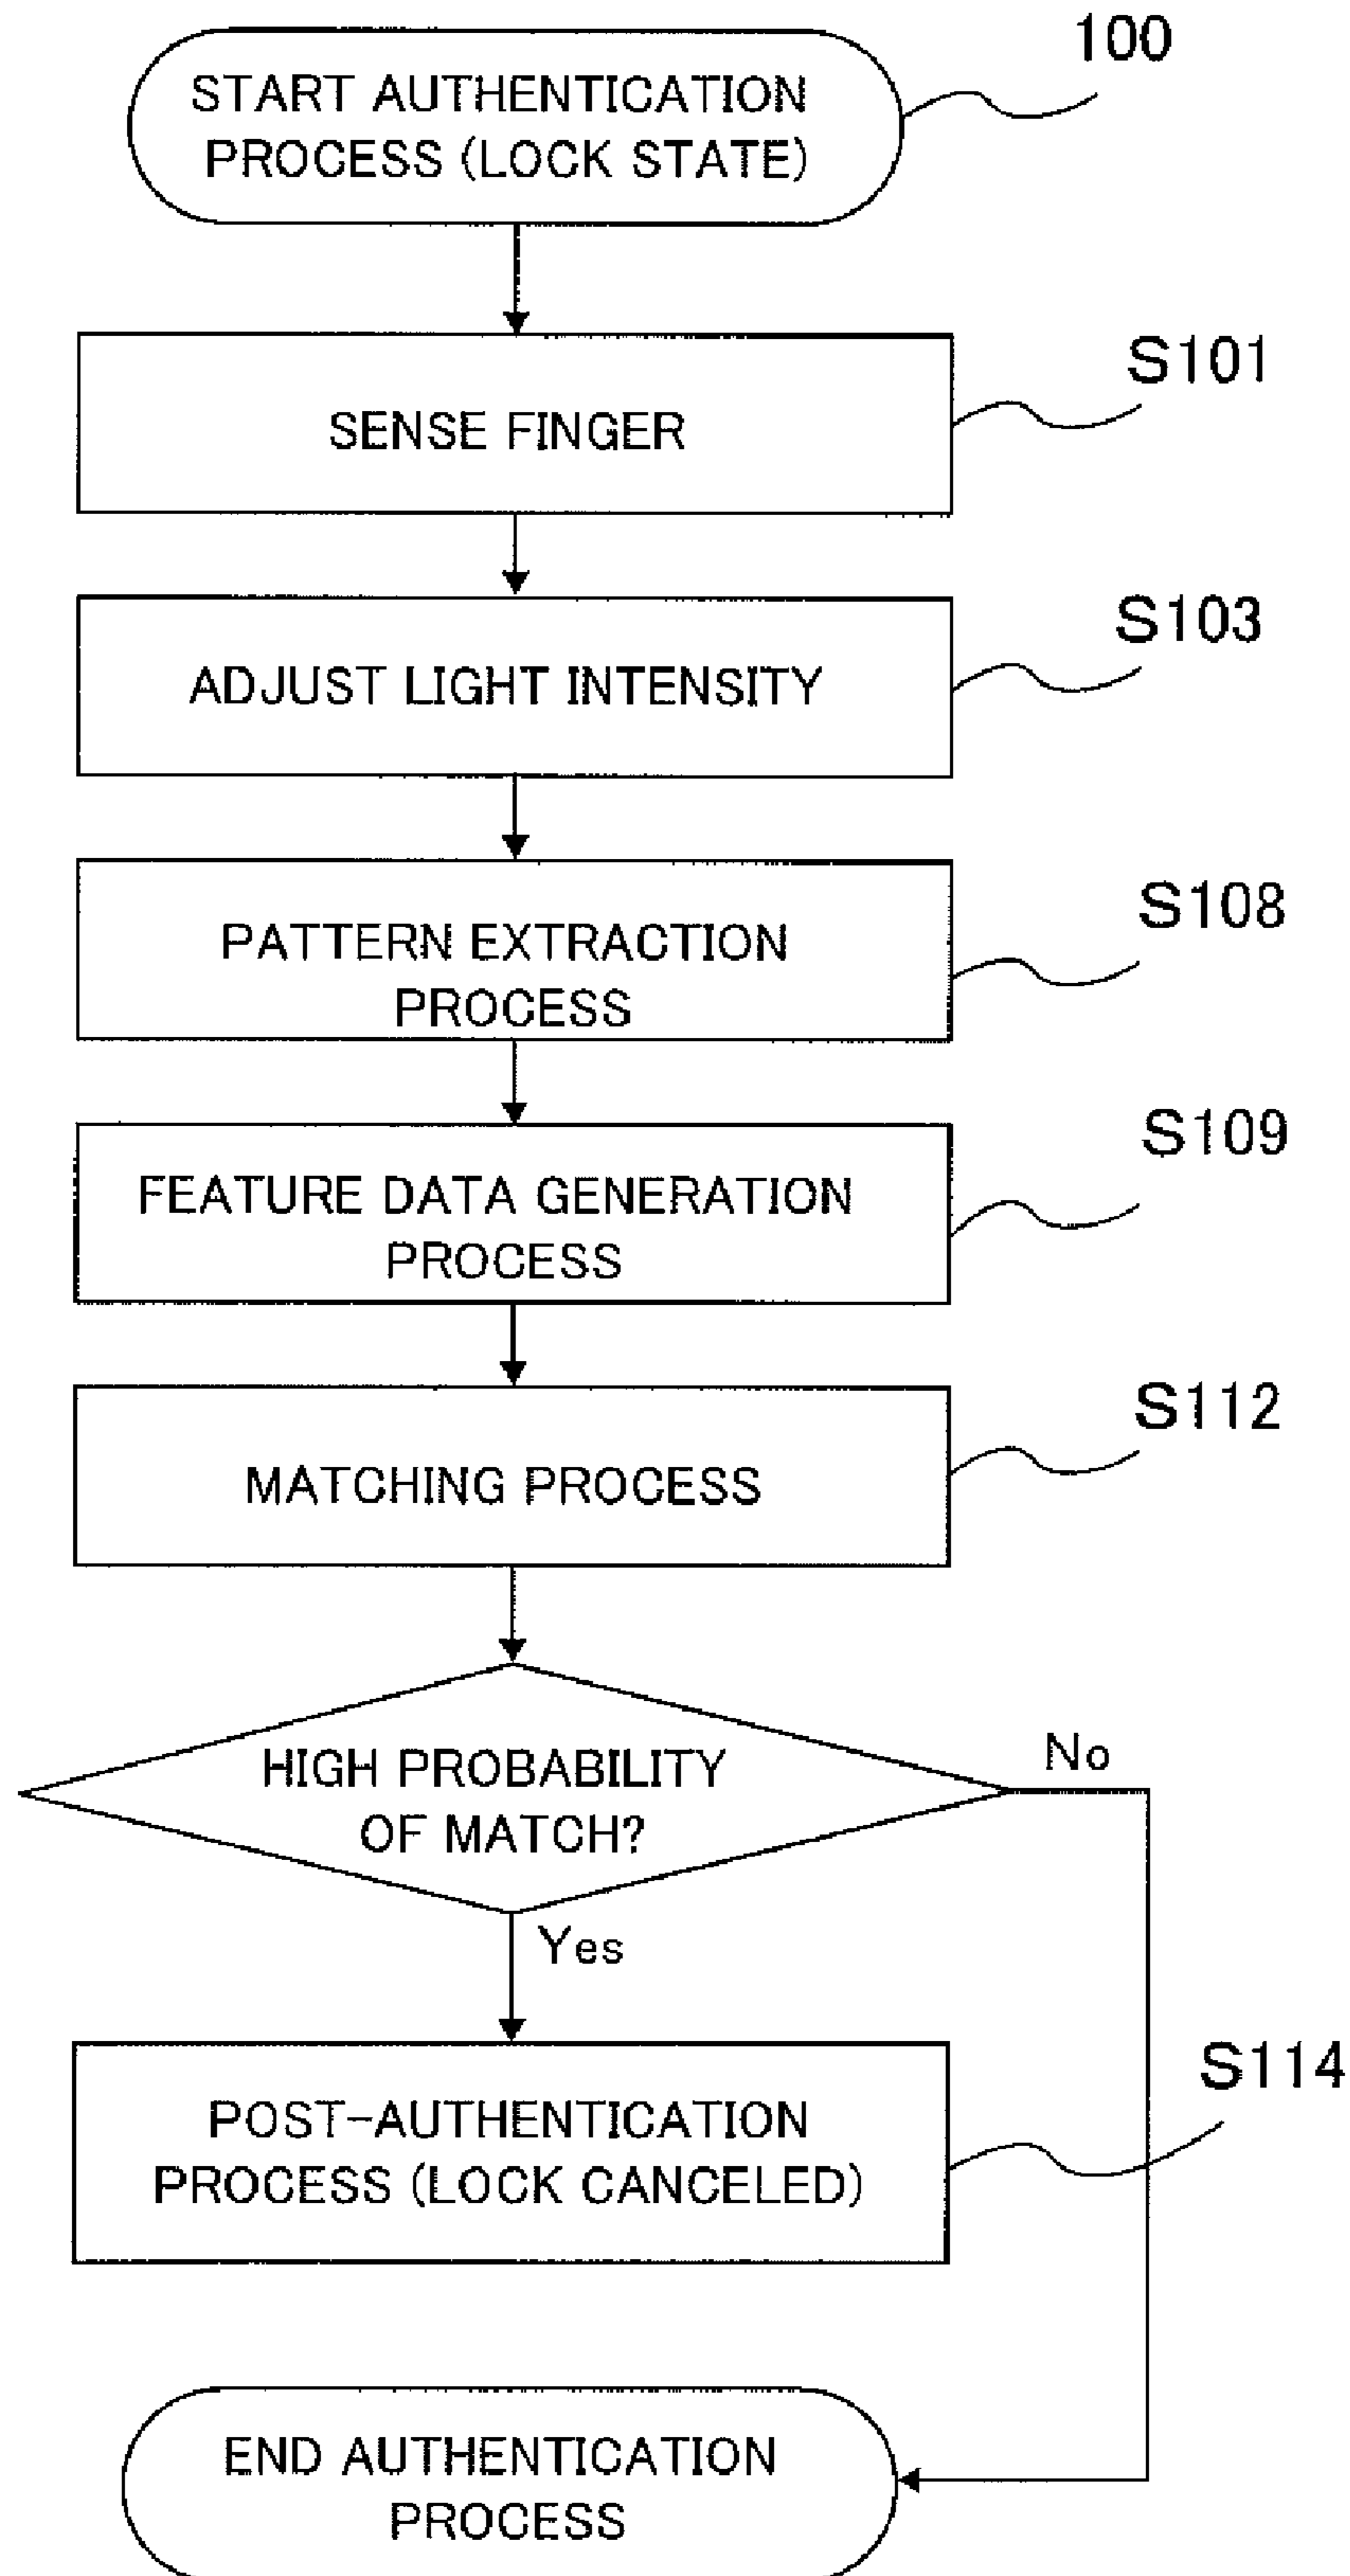 100
START AUTHENTICATION
PROCESS (LOCK STATE)
S101
SENSE FINGER
S103
ADJUST LIGHT INTENSITY
S108
PATTERN EXTRACTION
PROCESS
S109
FEATURE DATA GENERATION
PROCESS
S112
MATCHING PROCESS
No
HIGH PROBABILITY
OF MATCH?
Yes
S114
POST-AUTHENTICATION
PROCESS (LOCK CANCELED)
END AUTHENTICATION
PROCESS